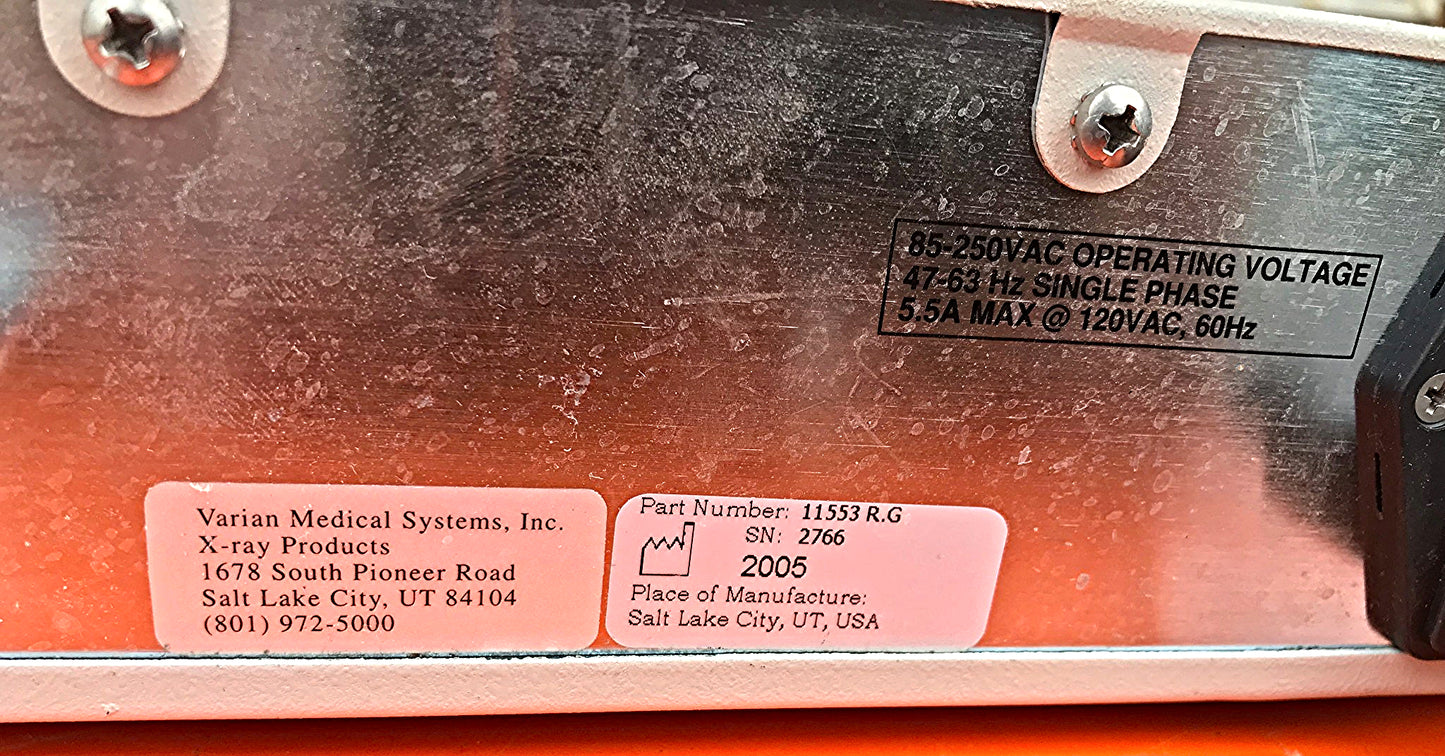 85-250VAC OPERATING VOLTAGE
47-63 Hz SINGLE PHASE
5.5A MAX @ 120VAC, 60Hz
Varian Medical Systems, Inc.
X-ray Products
1678 South Pioneer Road
Salt Lake City, UT 84104
(801) 972-5000
Part Number: 11553 R.G
SN: 2766
2005
Place of Manufacture:
Salt Lake City, UT, USA